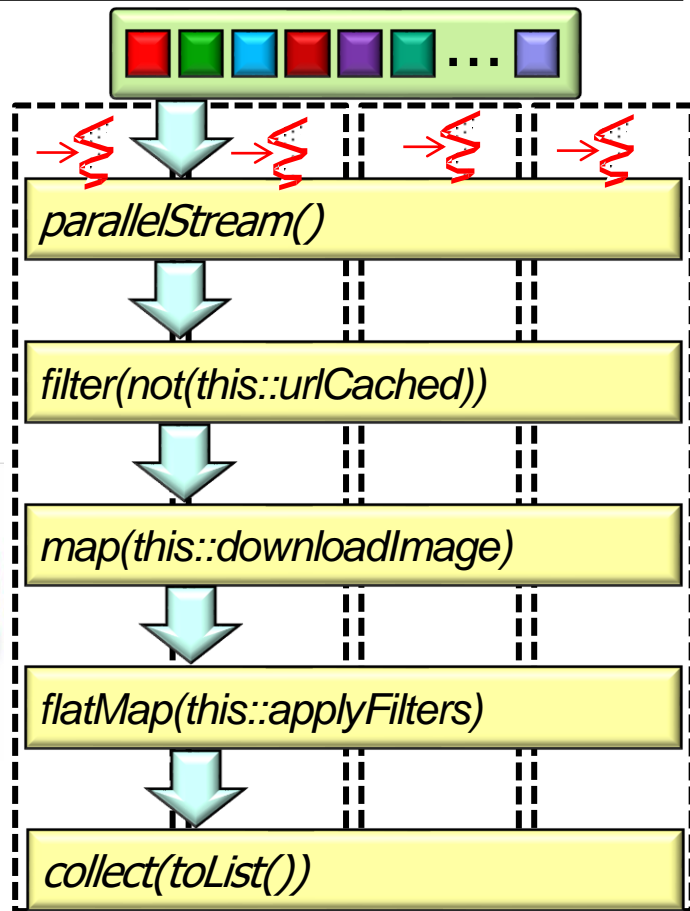 ...
parallelStream()
filter(not(this::urlCached))
map(this::downloadImage)
flatMap(this::applyFilters)
collect(toList())